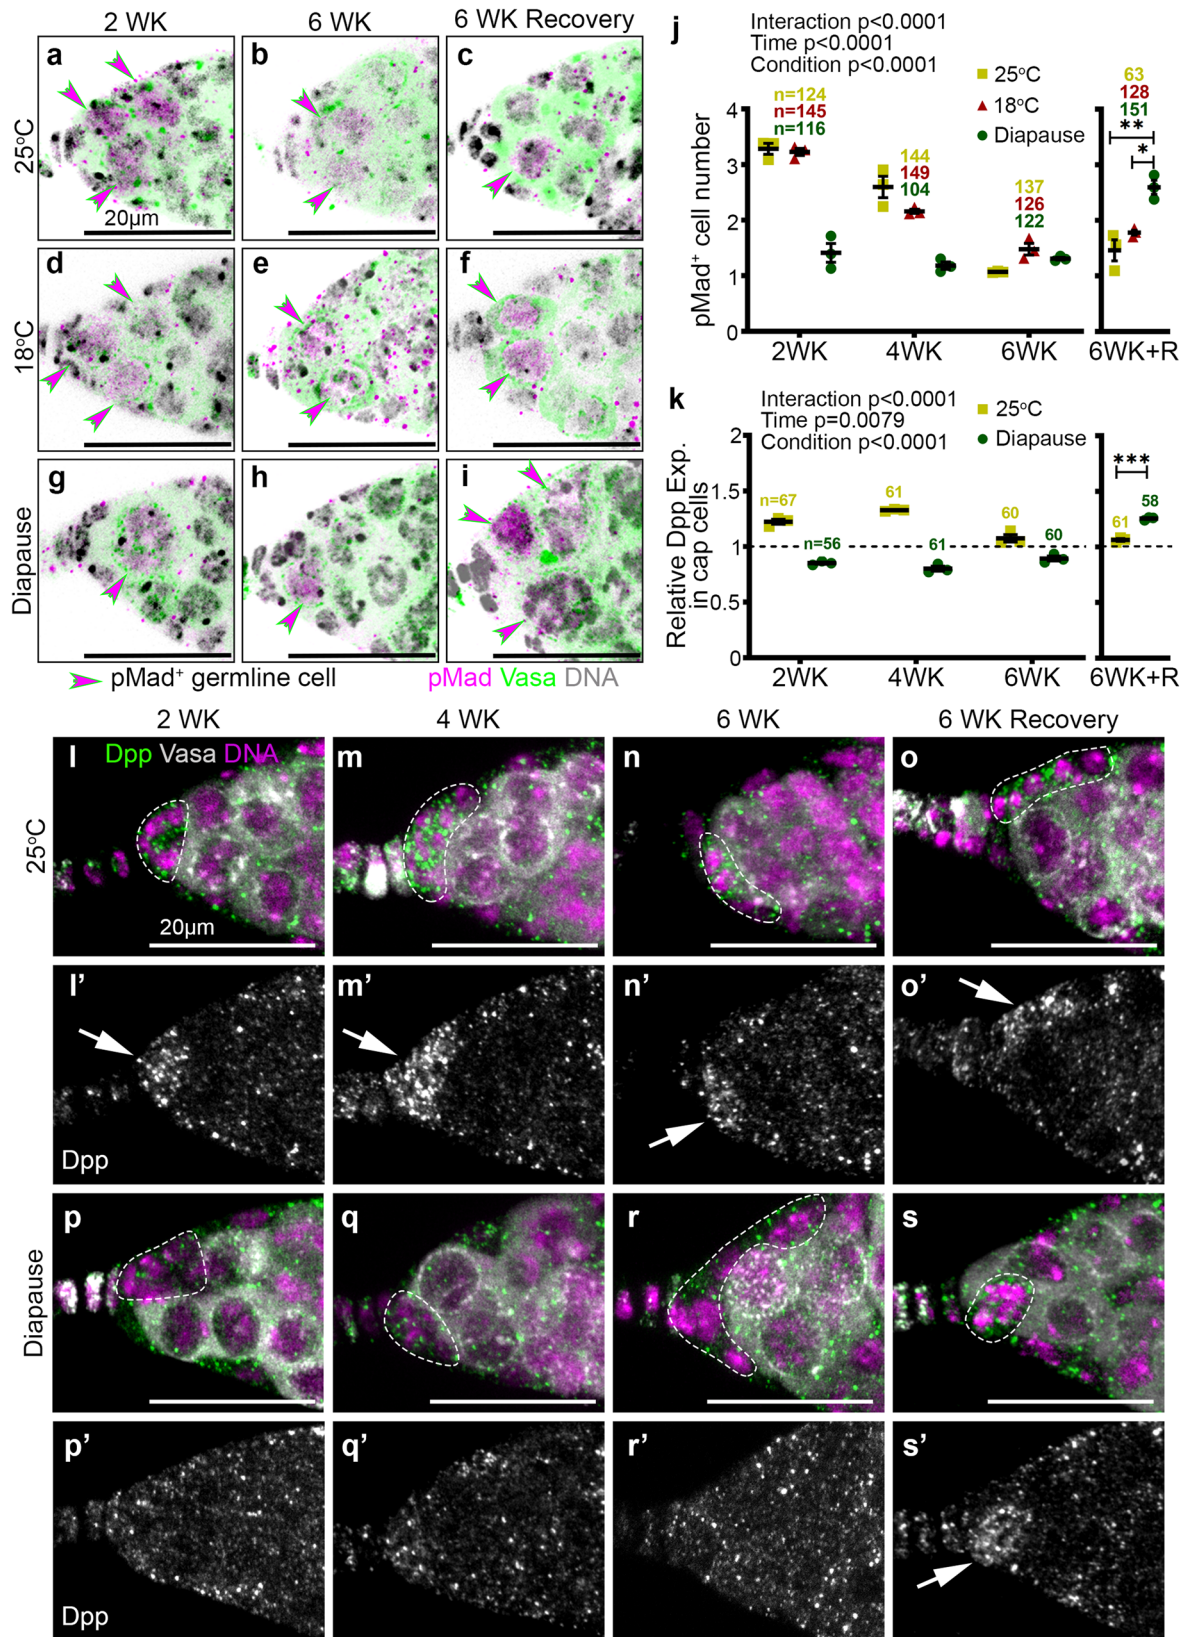 2 WK
6 WK
6 WK Recovery
25°C
a
20µm
b
c
18°C
d
e
f
Diapause
g
h
i
pMad⁺ germline cell
pMad Vasa DNA
j
Interaction p<0.0001
Time p<0.0001
Condition p<0.0001
25°C
18°C
Diapause
pMad⁺ cell number
4
3
2
1
0
n=124
n=145
n=116
144
149
104
137
126
122
63
128
151
**
*
2WK
4WK
6WK
6WK+R
k
Interaction p<0.0001
Time p=0.0079
Condition p<0.0001
25°C
Diapause
Relative Dpp Exp.
in cap cells
2
1.5
1
0.5
0
n=67
n=56
61
61
60
60
***
61
58
2WK
4WK
6WK
6WK+R
2 WK
4 WK
6 WK
6 WK Recovery
25°C
l
Dpp Vasa DNA
20µm
m
n
o
l’
Dpp
m’
n’
o’
Diapause
p
q
r
s
p’
Dpp
q’
r’
s’